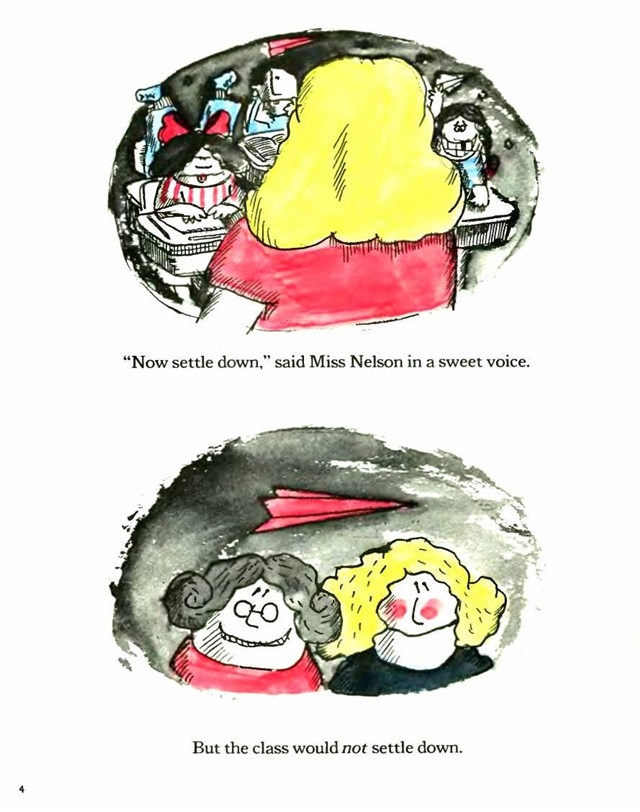 “Now settle down,” said Miss Nelson in a sweet voice.
But the class would not settle down.
4